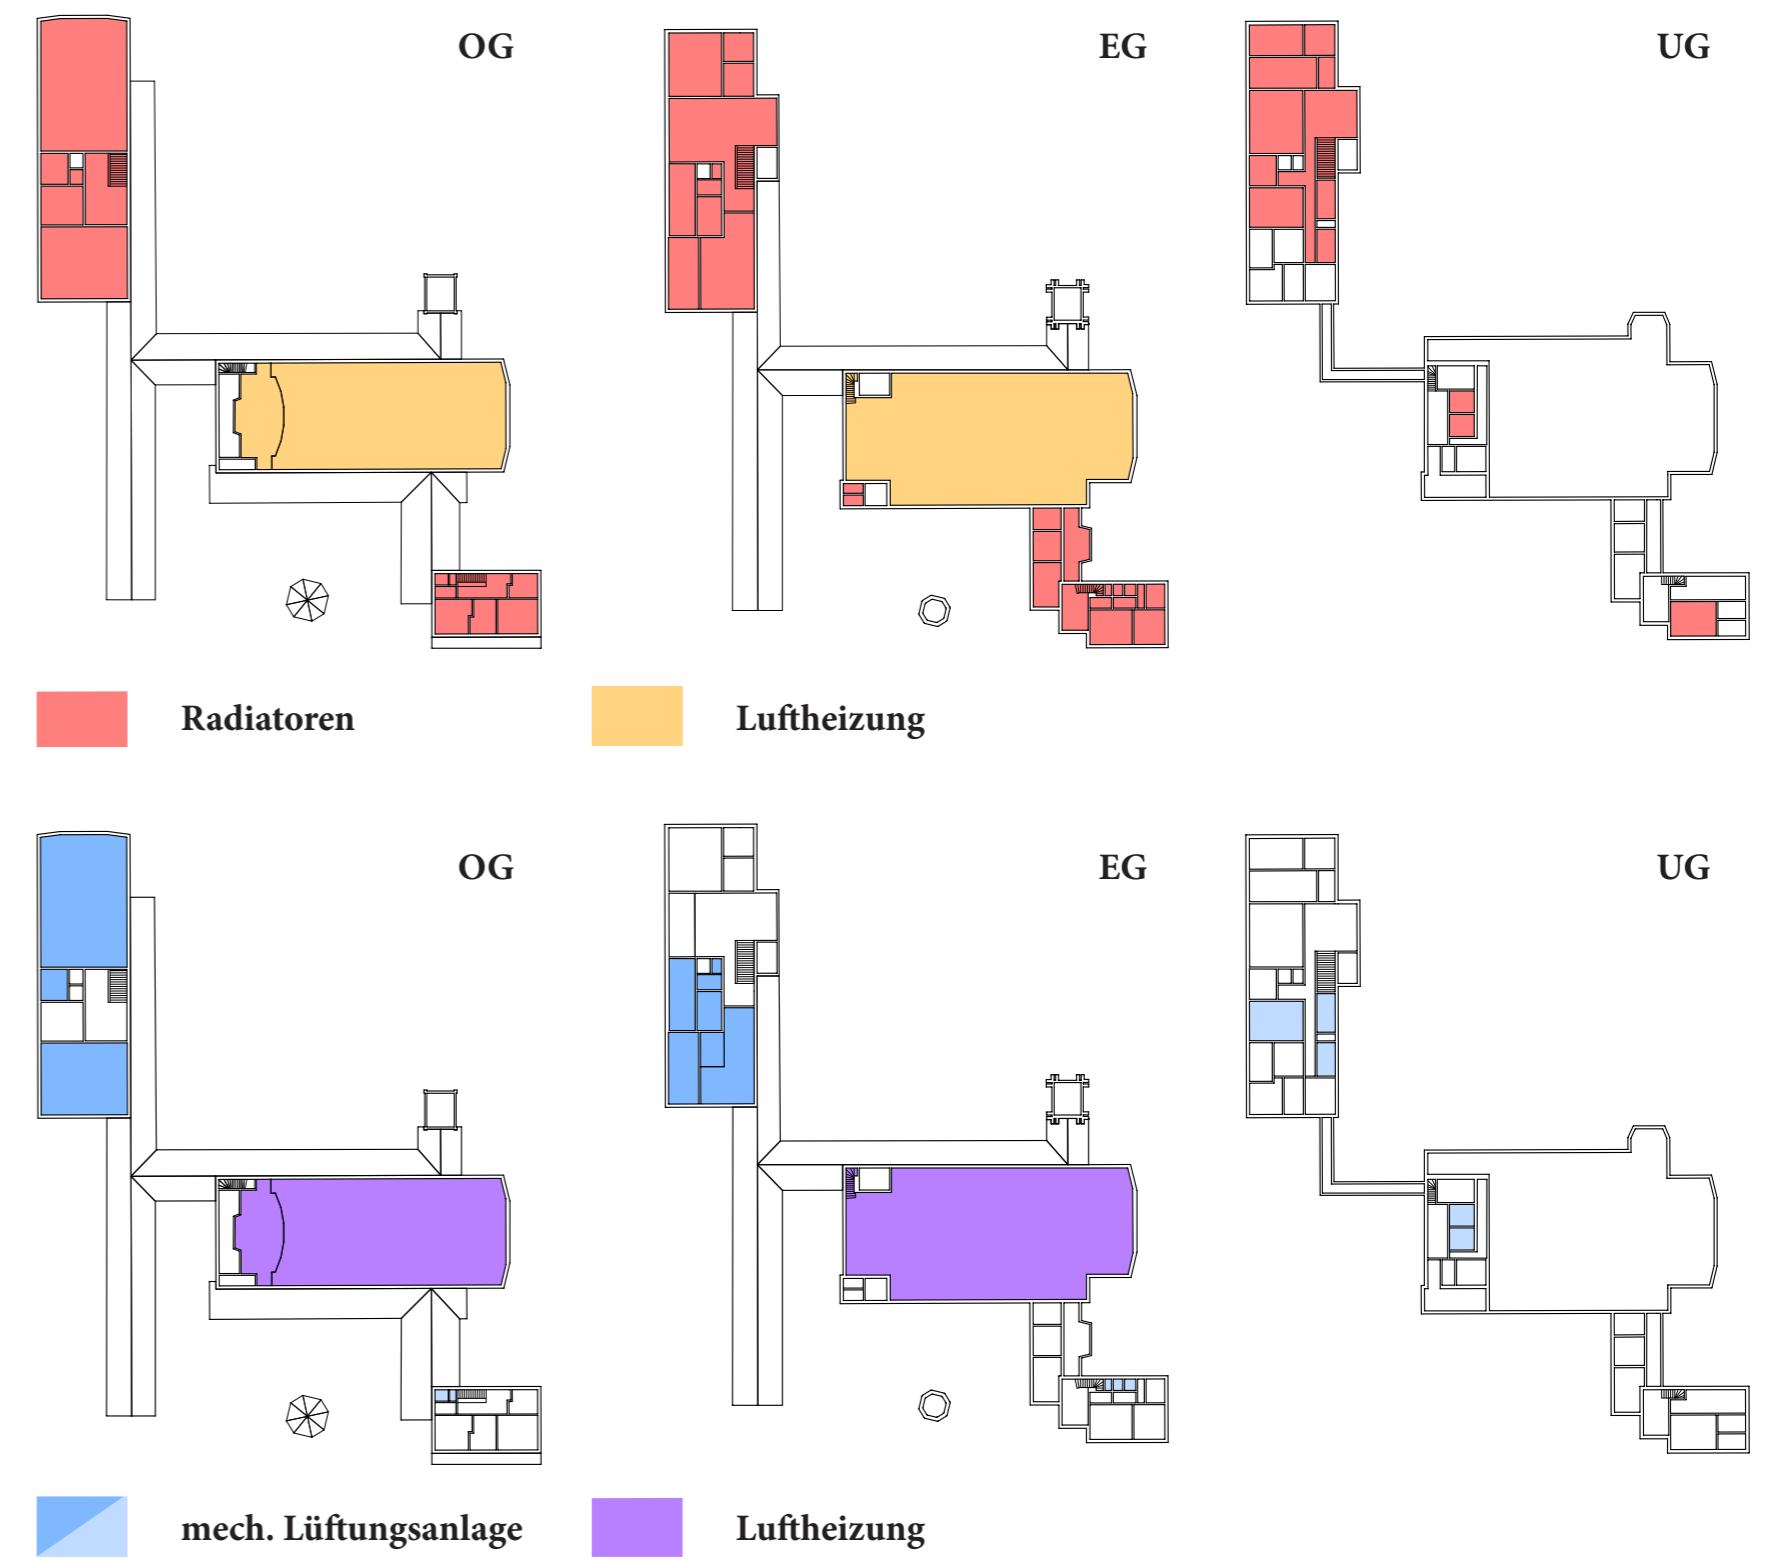 OG
EG
UG
Radiatoren
Luftheizung
OG
EG
UG
mech. Lüftungsanlage
Luftheizung